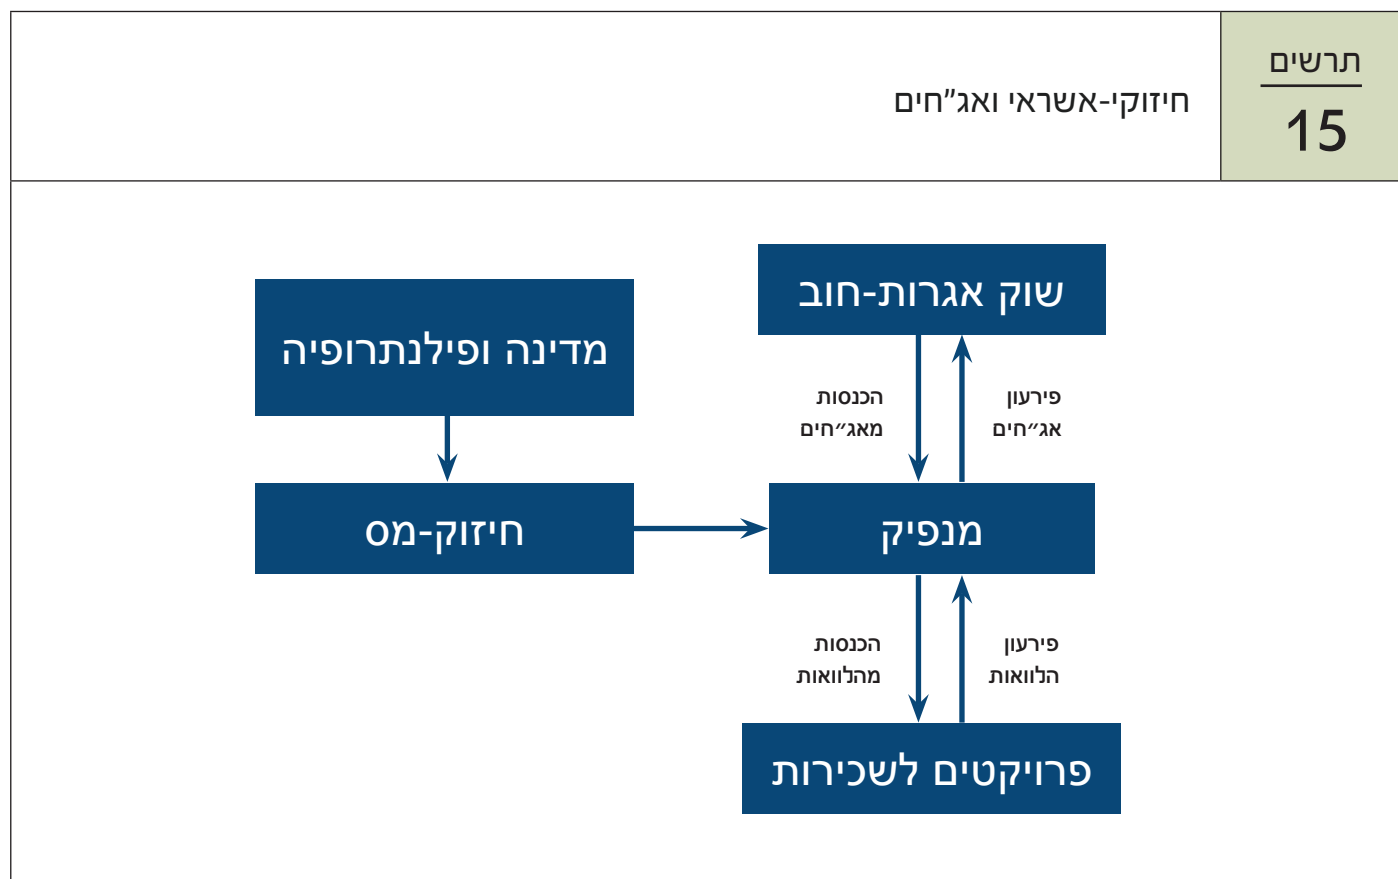 תרשים
15
חיזוקי-אשראי ואג"חים
שוק אגרות-חוב
מדינה ופילנתרופיה
פירעון
אג״חים
הכנסות
מאג״חים
מנפיק
חיזוק-מס
פירעון
הלוואות
הכנסות
מהלוואות
פרויקטים לשכירות